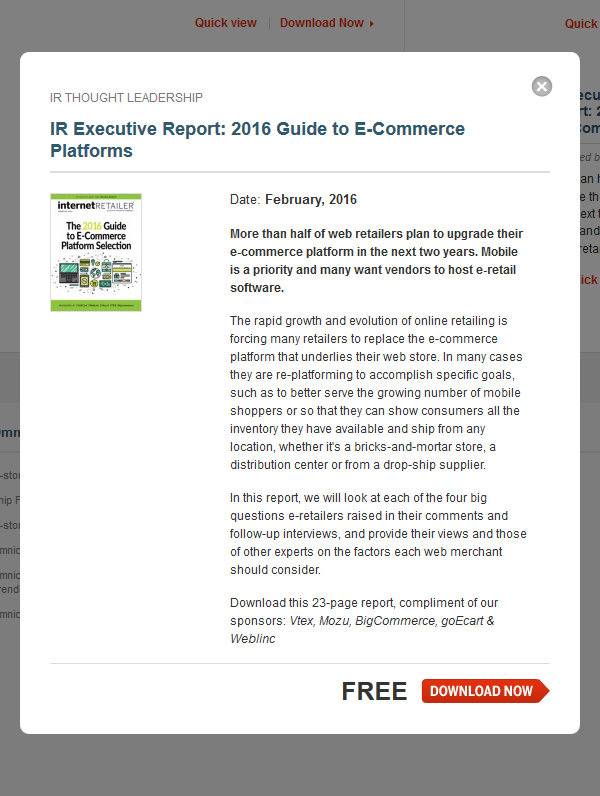 Quick view
Download Now
Quick
IR THOUGHT LEADERSHIP
IR Executive Report: 2016 Guide to E-Commerce
Platforms
internetRETAILER
The 2016 Guide
to E-Commerce
Platform Selection
Date: February, 2016
More than half of web retailers plan to upgrade their
e-commerce platform in the next two years. Mobile
is a priority and many want vendors to host e-retail
software.
The rapid growth and evolution of online retailing is
forcing many retailers to replace the e-commerce
platform that underlies their web store. In many cases
they are re-platforming to accomplish specific goals,
such as to better serve the growing number of mobile
shoppers or so that they can show consumers all the
inventory they have available and ship from any
location, whether it's a bricks-and-mortar store, a
distribution center or from a drop-ship supplier.
In this report, we will look at each of the four big
questions e-retailers raised in their comments and
follow-up interviews, and provide their views and those
of other experts on the factors each web merchant
should consider.
Download this 23-page report, compliment of our
sponsors: Vtex, Mozu, BigCommerce, goEcart &
Weblinc
FREE
DOWNLOAD NOW